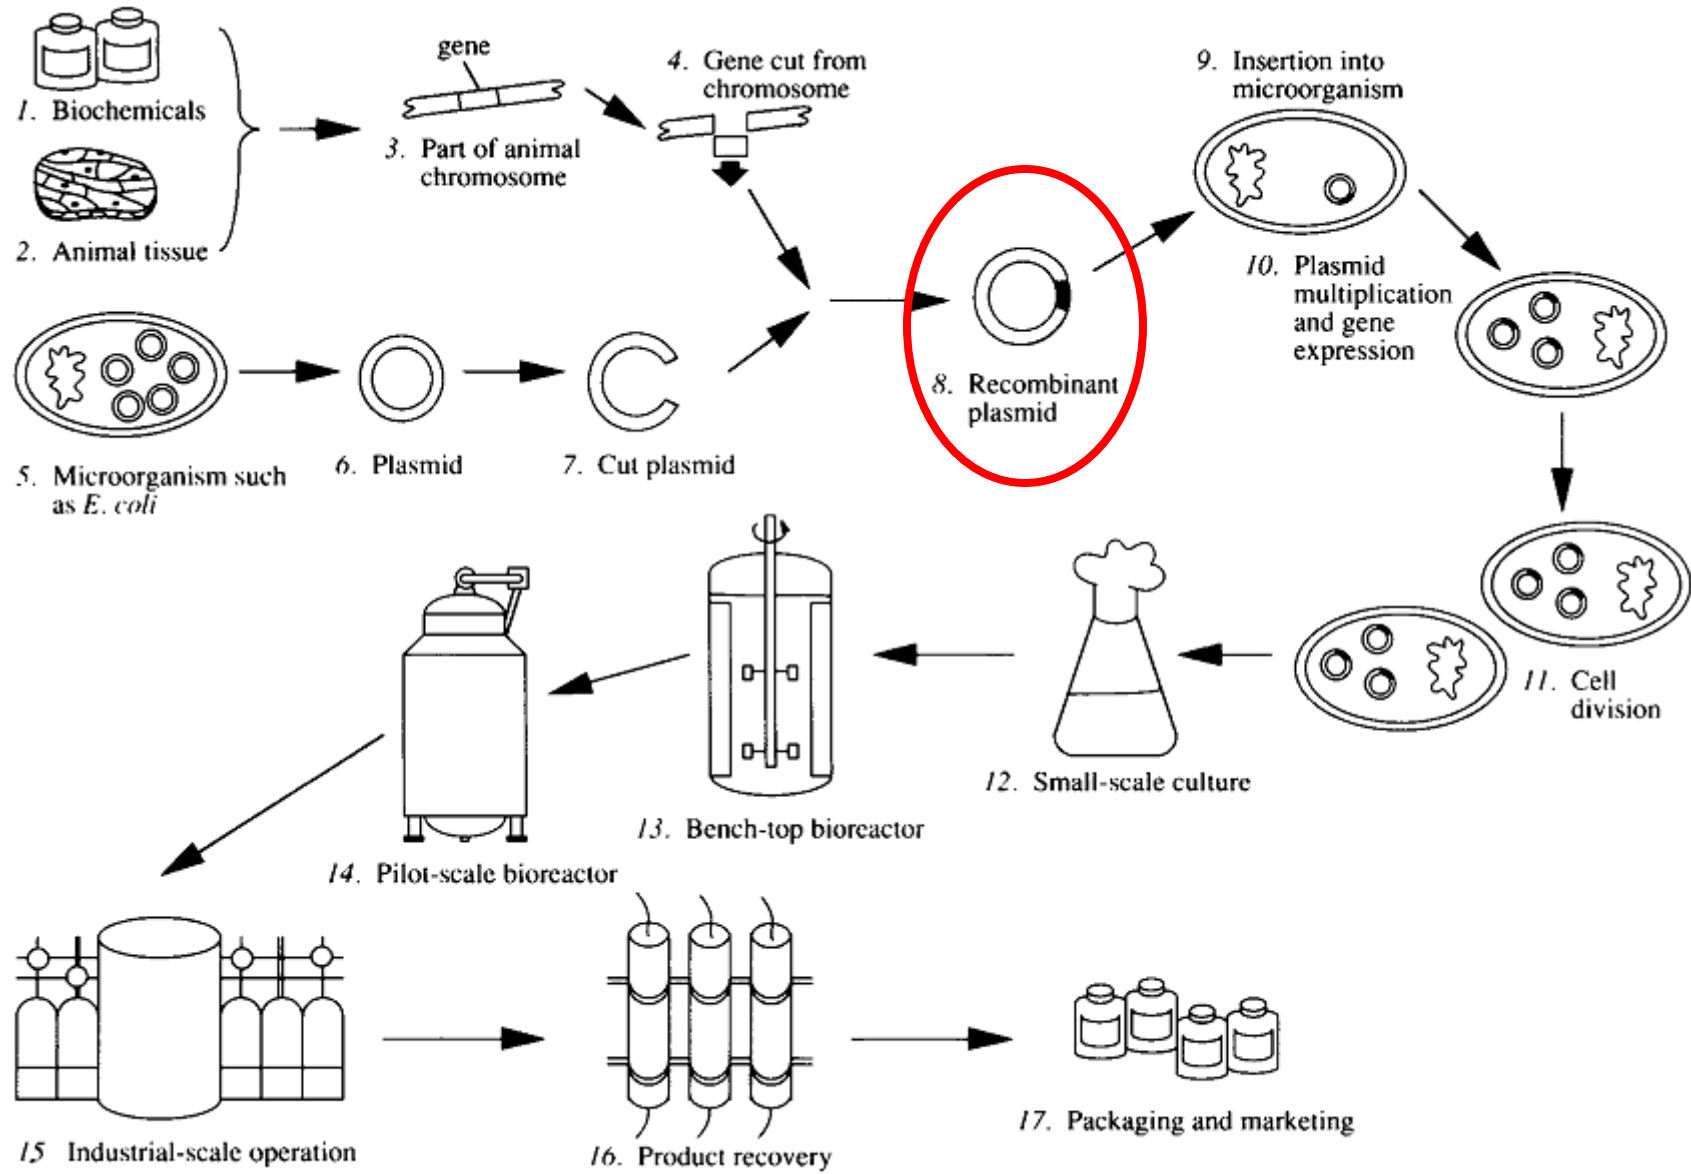 1. Biochemicals
2. Animal tissue
gene
3. Part of animal
chromosome
4. Gene cut from
chromosome
5. Microorganism such
as E. coli
6. Plasmid
7. Cut plasmid
8. Recombinant
plasmid
9. Insertion into
microorganism
10. Plasmid
multiplication
and gene
expression
11. Cell
division
12. Small-scale culture
13. Bench-top bioreactor
14. Pilot-scale bioreactor
15 Industrial-scale operation
16. Product recovery
17. Packaging and marketing